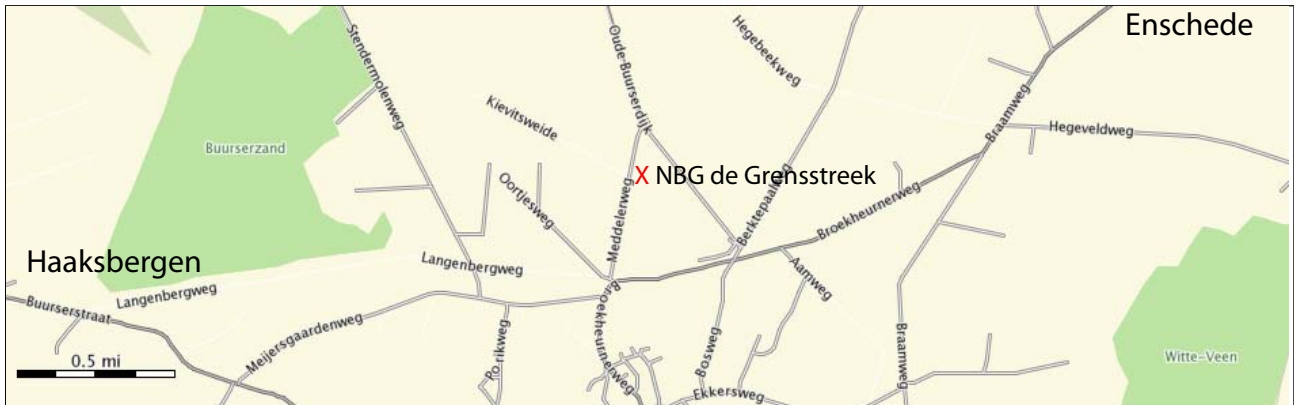 Enschede
Hegebeekweg
Oude-Buurserdijk
Stendermolenweg
Kievitsweide
Braamweg
Hegeveldweg
Buurserzand
X NBG de Grensstreek
Oortjesweg
Meddelerweg
Berktepaalweg
Broekheurnerweg
Haaksbergen
Langenbergweg
Langenbergweg
Aamweg
Buurserstraat
Meijersgaardenweg
Broekheurnerweg
Porikweg
Bosweg
Braamweg
Witte-Veen
0.5 mi
Ekkersweg